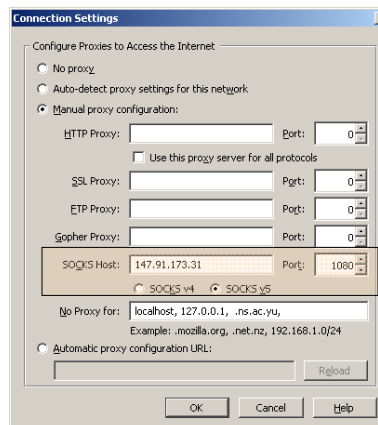 Connection Settings
Configure Proxies to Access the Internet
No proxy
Auto-detect proxy settings for this network
Manual proxy configuration:
HTTP Proxy: Port: 0
Use this proxy server for all protocols
SSL Proxy: Port: 0
FTP Proxy: Port: 0
Gopher Proxy: Port: 0
SOCKS Host: 147.91.173.31 Port: 1080
SOCKS v4 SOCKS v5
No Proxy for: localhost, 127.0.0.1, .ns.ac.yu,
Example: .mozilla.org, .net.nz, 192.168.1.0/24
Automatic proxy configuration URL:
Reload
OK Cancel Help